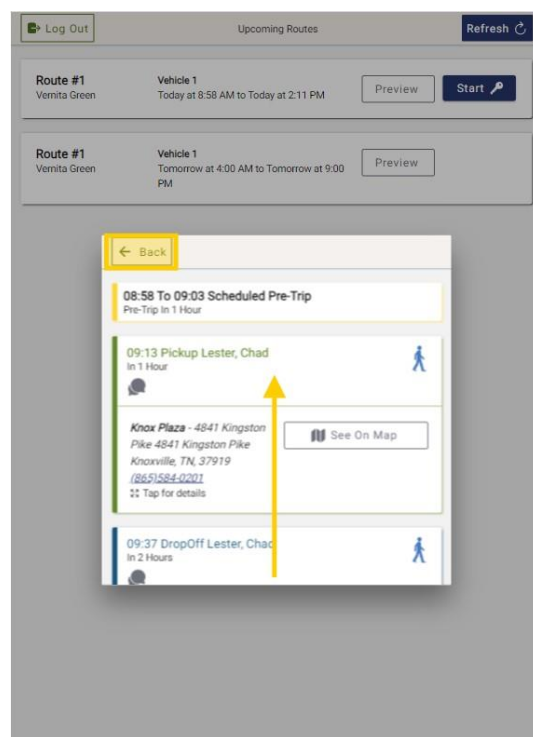 Log Out
Upcoming Routes
Refresh
Route #1
Vernita Green
Vehicle 1
Today at 8:58 AM to Today at 2:11 PM
Preview
Start
Route #1
Vernita Green
Vehicle 1
Tomorrow at 4:00 AM to Tomorrow at 9:00
PM
Preview
Back
08:58 To 09:03 Scheduled Pre-Trip
Pre-Trip In 1 Hour
09:13 Pickup Lester, Chad
In 1 Hour
Knox Plaza - 4841 Kingston
Pike 4841 Kingston Pike
Knoxville, TN, 37919
(865)584-0201
Tap for details
See On Map
09:37 DropOff Lester, Chad
In 2 Hours